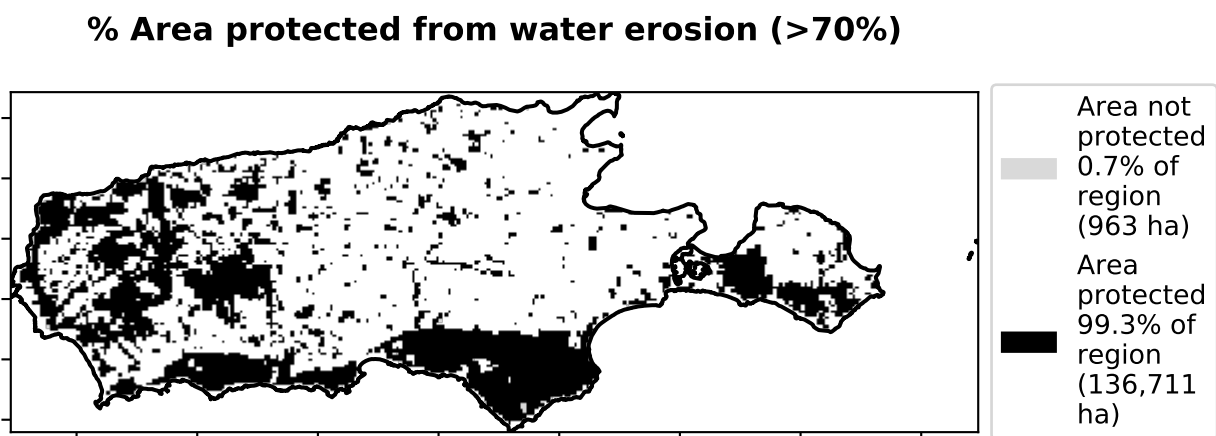 % Area protected from water erosion (>70%)
Area not
protected
0.7% of
region
(963 ha)
Area
protected
99.3% of
region
(136,711
ha)